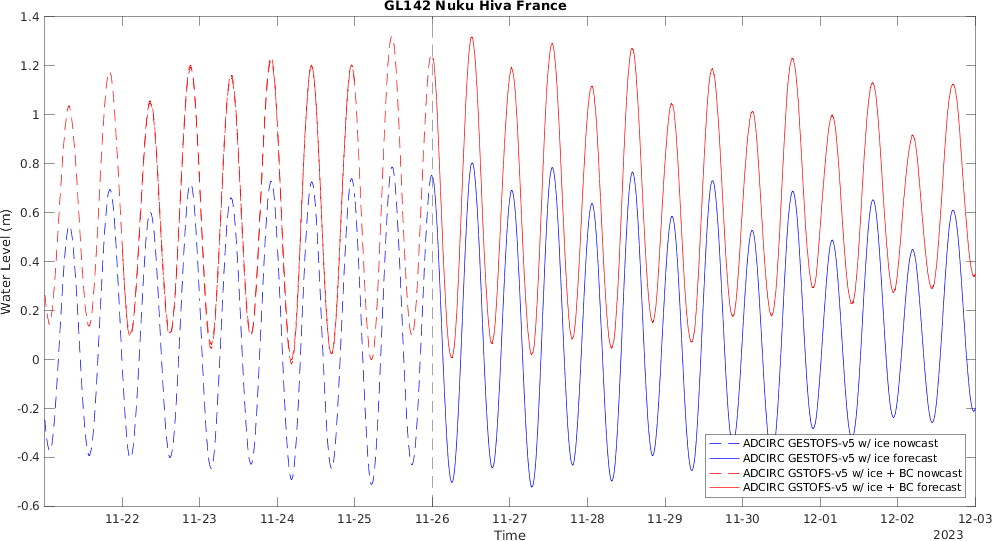 GL142 Nuku Hiva France
1.4
1.2
1
0.8
0.6
0.4
0.2
0
-0.2
-0.4
-0.6
Water Level (m)
ADCIRC GESTOFS-v5 w/ ice nowcast
ADCIRC GESTOFS-v5 w/ ice forecast
ADCIRC GSTOFS-v5 w/ ice + BC nowcast
ADCIRC GSTOFS-v5 w/ ice + BC forecast
11-22 11-23 11-24 11-25 11-26 11-27 11-28 11-29 11-30 12-01 12-02 12-03
Time
2023